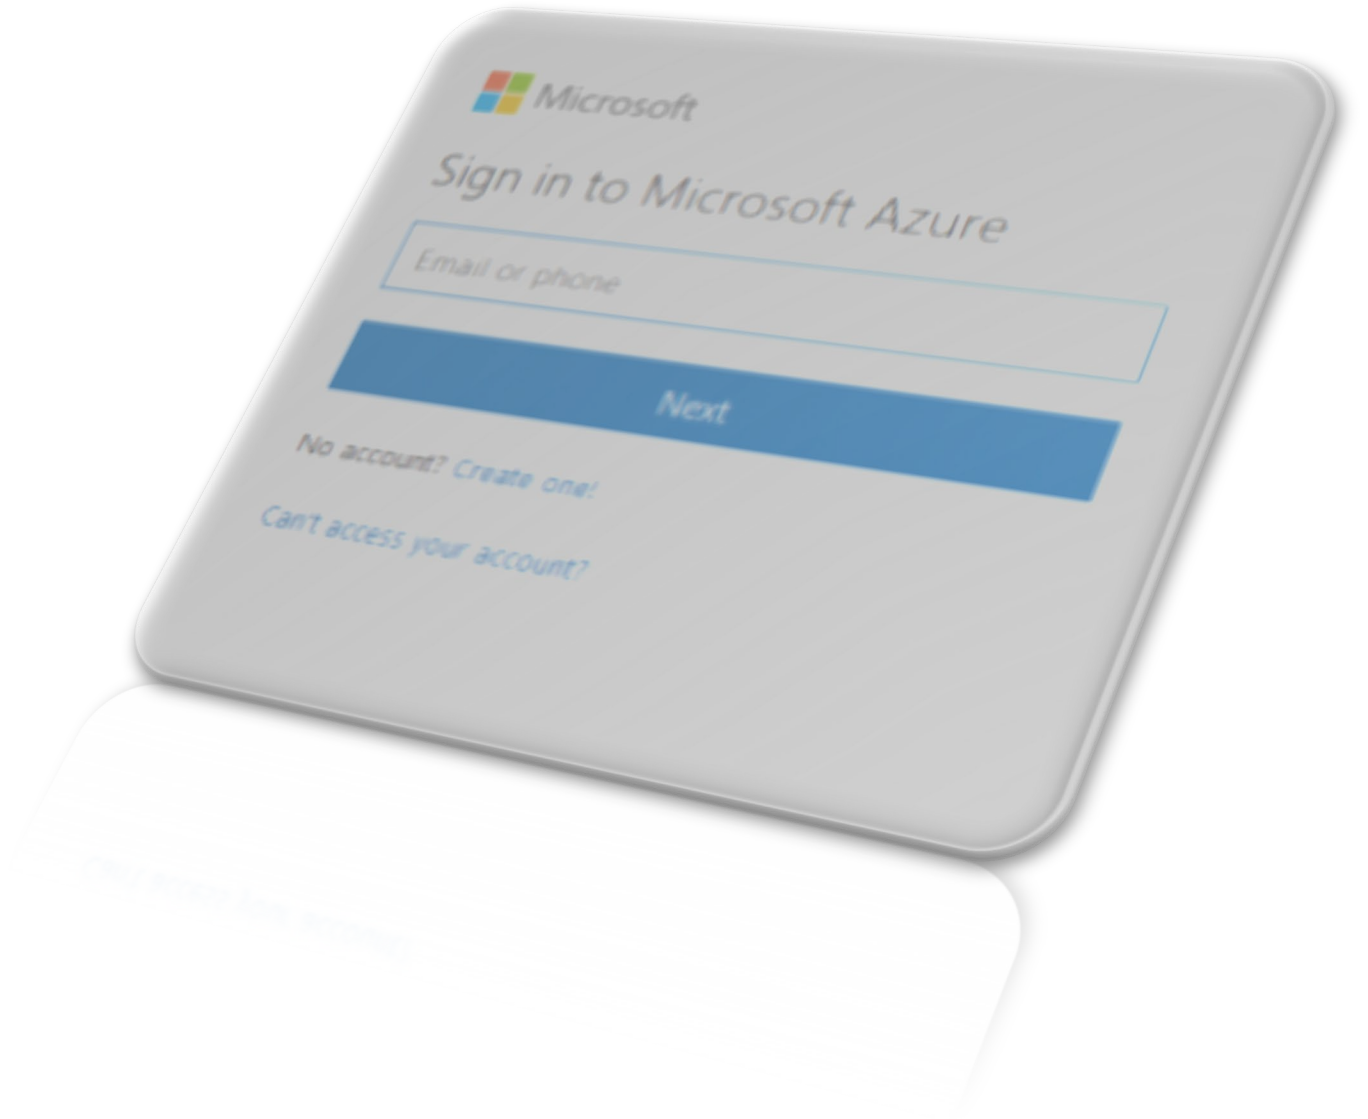 Microsoft
Sign in to Microsoft Azure
Email or phone
Next
No account? Create one!
Can't access your account?